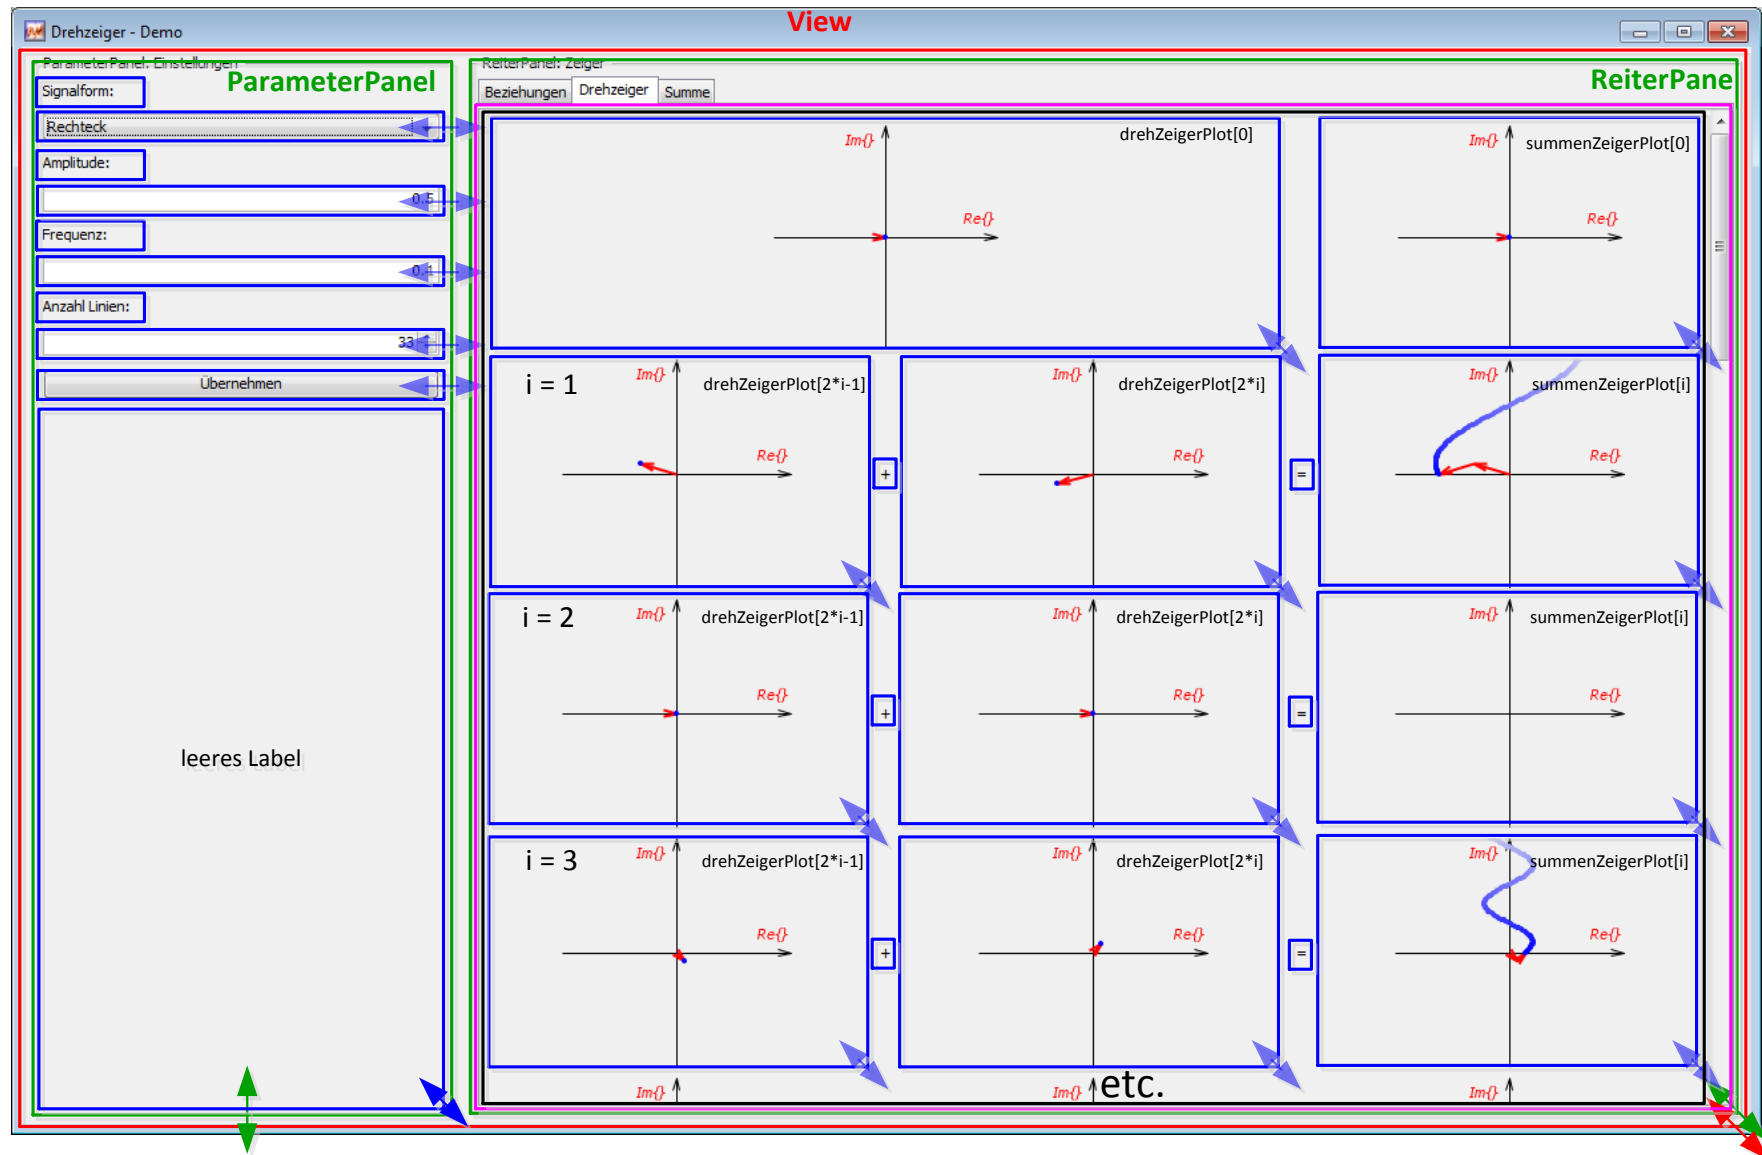 View
Drehzeiger - Demo
ParameterPanel: Einstellungen
ParameterPanel
Signalform:
Rechteck
Amplitude:
0.5
Frequenz:
0.1
Anzahl Linien:
33
Übernehmen
leeres Label
ReiterPanel: Zeiger
ReiterPane
Beziehungen Drehzeiger Summe
Im{} drehZeigerPlot[0]
Re{}
Im{} summenZeigerPlot[0]
Re{}
i = 1 Im{} drehZeigerPlot[2*i-1]
Re{}
+
Im{} drehZeigerPlot[2*i]
Re{}
=
Im{} summenZeigerPlot[i]
Re{}
i = 2 Im{} drehZeigerPlot[2*i-1]
Re{}
+
Im{} drehZeigerPlot[2*i]
Re{}
=
Im{} summenZeigerPlot[i]
Re{}
i = 3 Im{} drehZeigerPlot[2*i-1]
Re{}
+
Im{} drehZeigerPlot[2*i]
Re{}
=
Im{} summenZeigerPlot[i]
Re{}
Im{} Im{} etc. Im{}